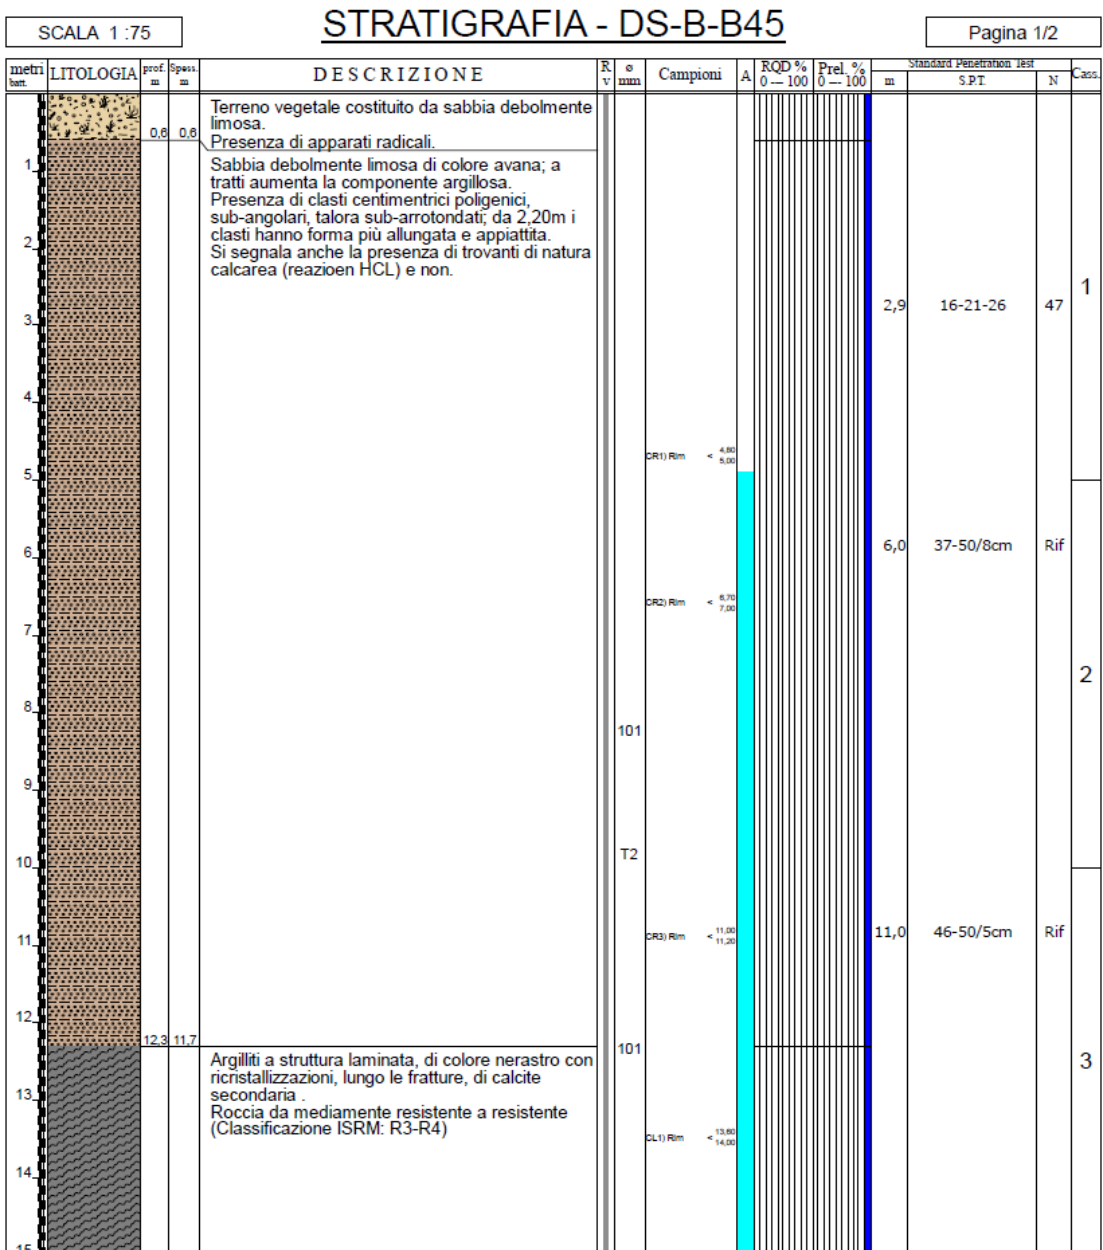 SCALA 1 :75
STRATIGRAFIA - DS-B-B45
Pagina 1/2
metri batt.
LITOLOGIA
prof. m
Spess. m
DESCRIZIONE
R v
ø mm
Campioni
A
RQD % 0 --- 100
Prel. % 0 --- 100
Standard Penetration Test
m
S.P.T.
N
Cass.
Terreno vegetale costituito da sabbia debolmente
limosa.
Presenza di apparati radicali.
0,6 0,6
Sabbia debolmente limosa di colore avana; a
tratti aumenta la componente argillosa.
Presenza di clasti centimentrici poligenici,
sub-angolari, talora sub-arrotondati; da 2,20m i
clasti hanno forma più allungata e appiattita.
Si segnala anche la presenza di trovanti di natura
calcarea (reazioen HCL) e non.
1
2
1
2,9 16-21-26 47
3
4
CR1) Rim < 4,80
5,00
5
6,0 37-50/8cm Rif
6
CR2) Rim < 6,70
7,00
7
2
8
101
9
T2
10
11,0 46-50/5cm Rif
CR3) Rim < 11,00
11,20
11
12
12,3 11,7
101
3
Argilliti a struttura laminata, di colore nerastro con
ricristallizzazioni, lungo le fratture, di calcite
secondaria .
Roccia da mediamente resistente a resistente
(Classificazione ISRM: R3-R4)
13
CL1) Rim < 13,60
14,00
14
15